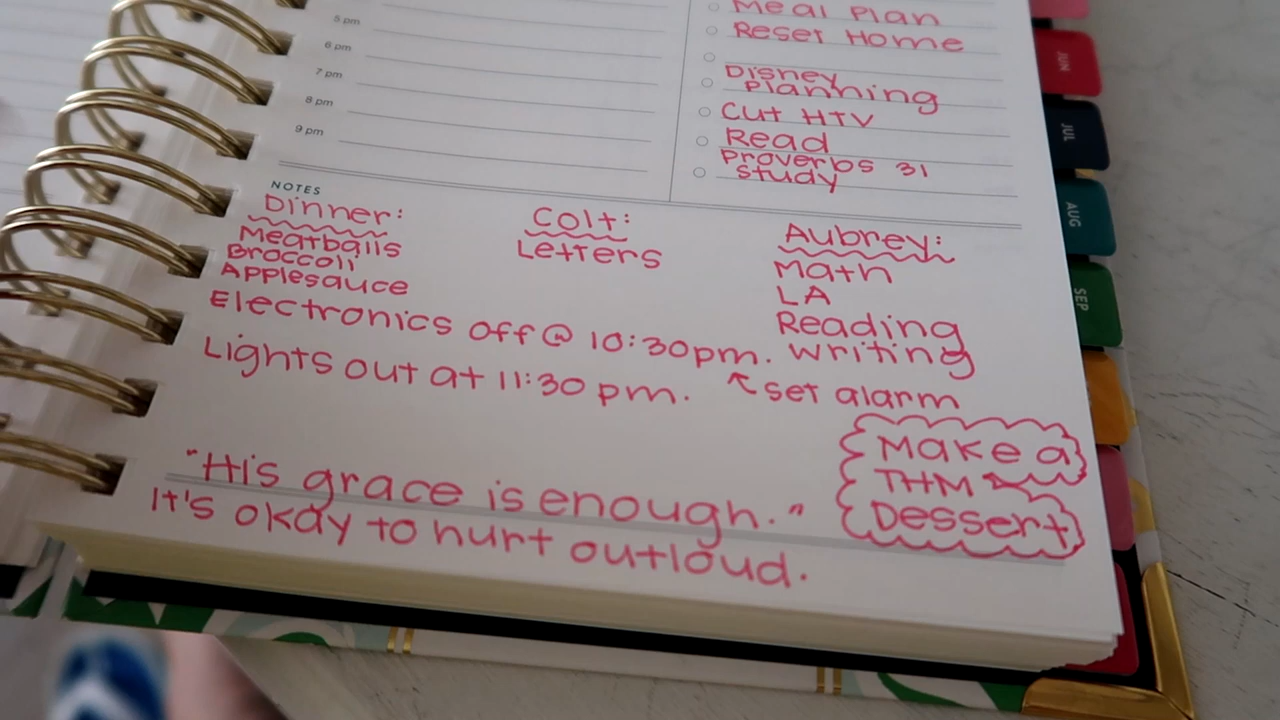 5 pm
6 pm
7 pm
8 pm
9 pm
Meal Plan
Reset Home
Disney
Planning
Cut HTV
Read
Proverbs 31
study
NOTES
Dinner:
Meatballs
Broccoli
Applesauce
Colt:
Letters
Aubrey:
Math
LA
Reading
Writing
Electronics off @ 10:30pm.
Lights out at 11:30 pm.
set alarm
Make a
THM
Dessert
"His grace is enough."
It's okay to hurt outloud.
JUN
JUL
AUG
SEP